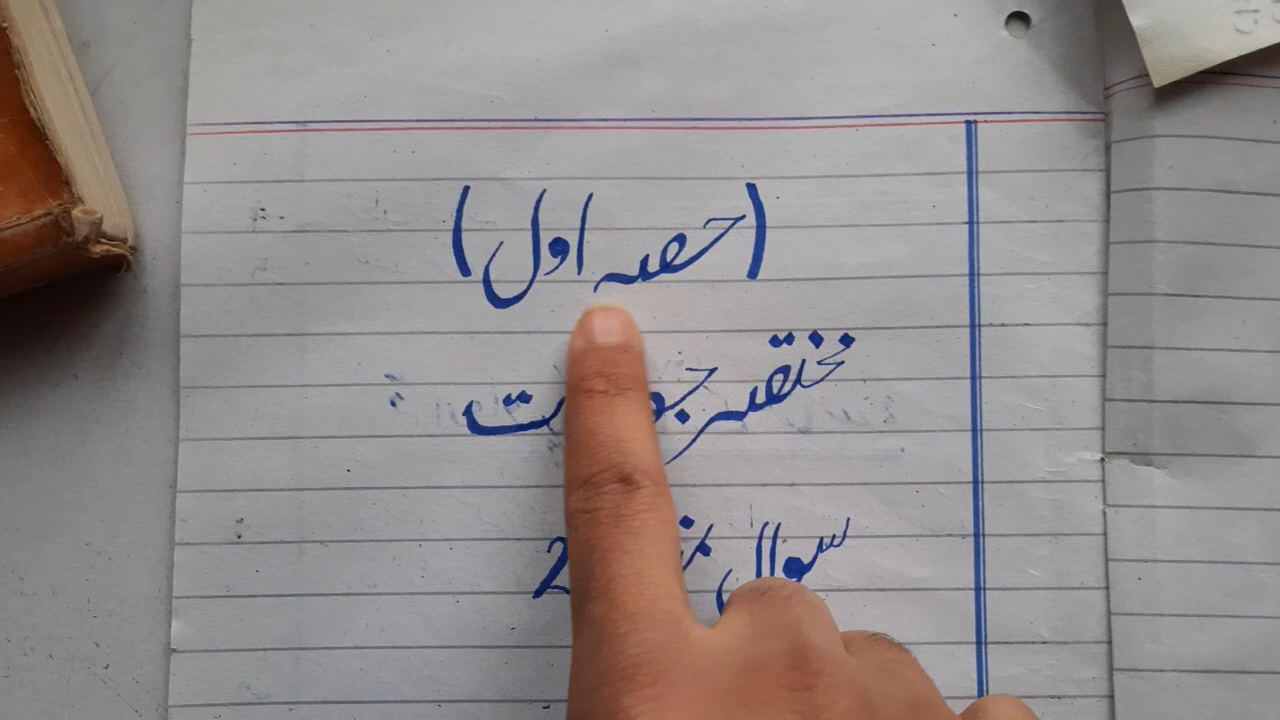 (حصہ اول)
مختصر
سوال 2